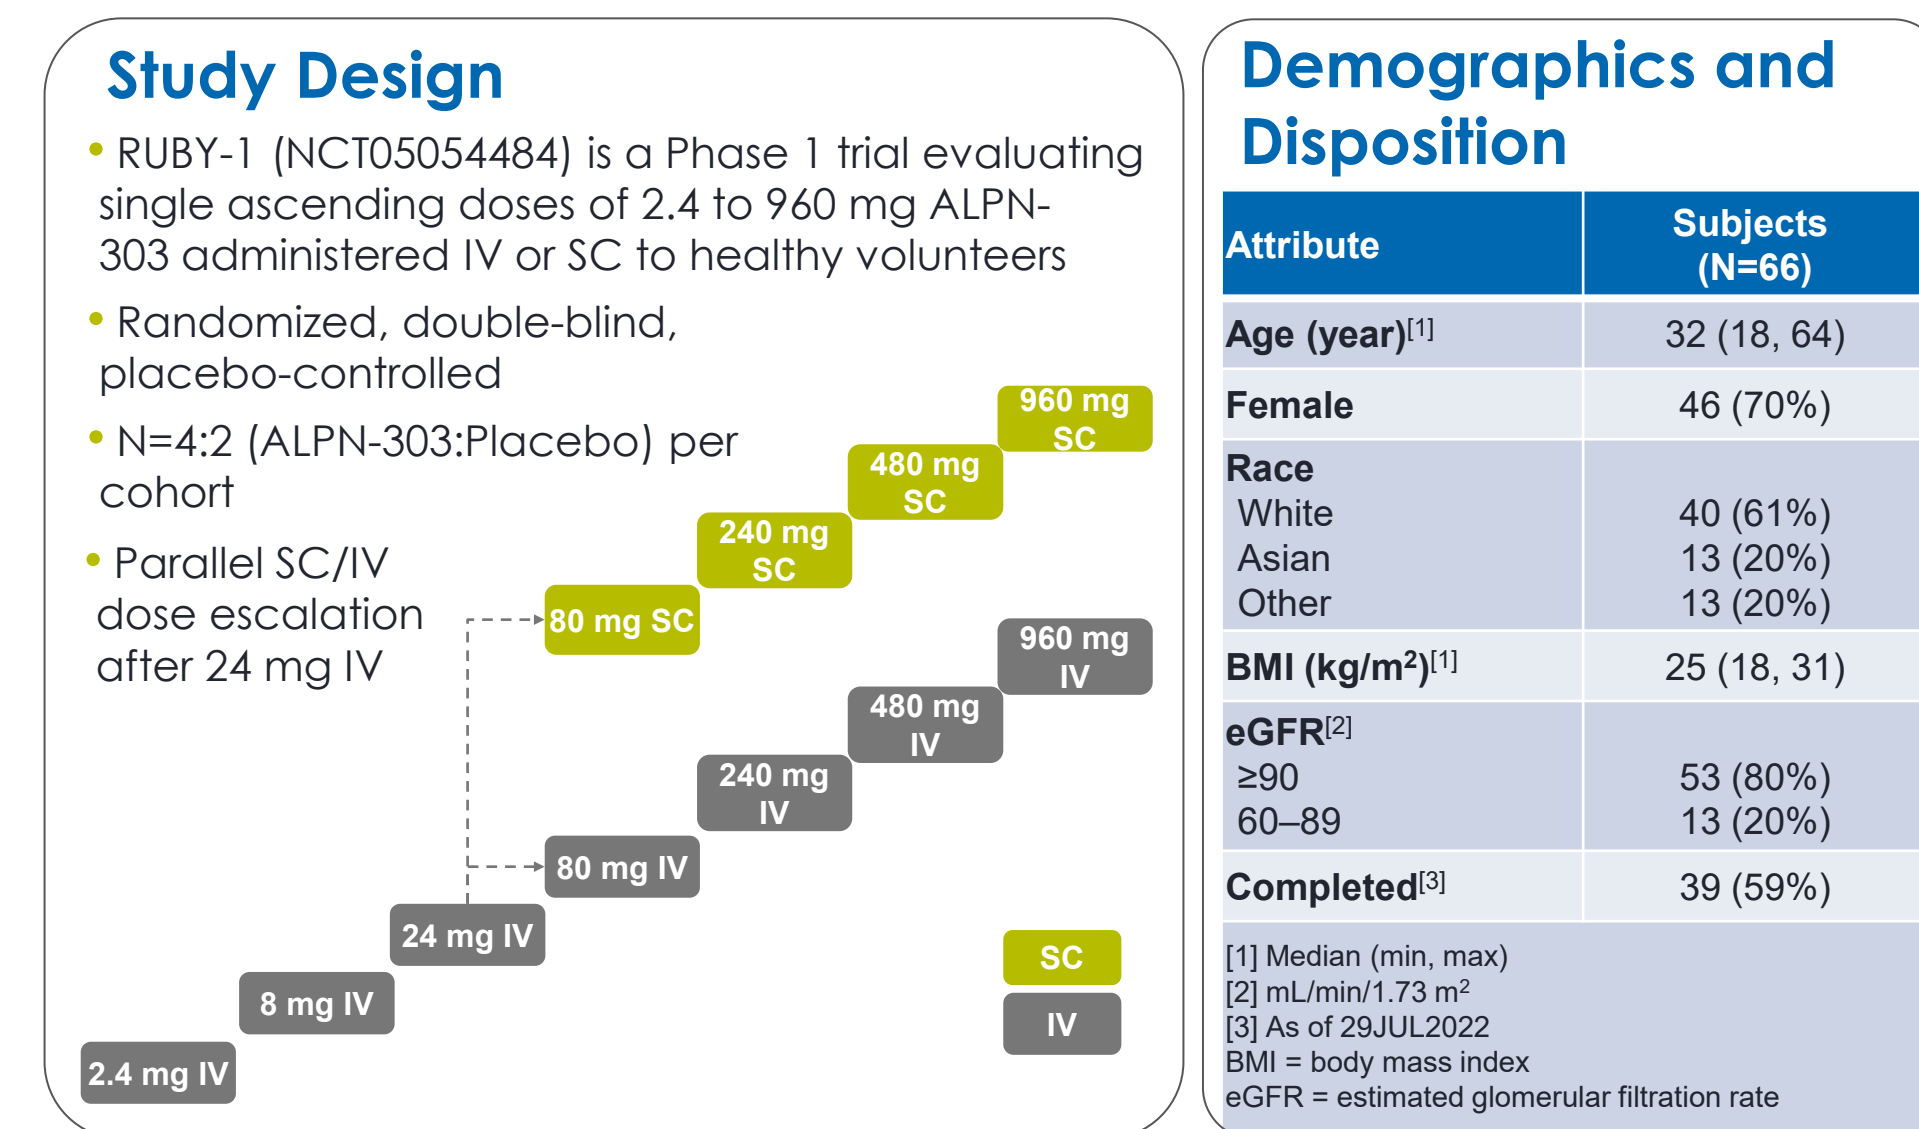 Study Design
• RUBY-1 (NCT05054484) is a Phase 1 trial evaluating
single ascending doses of 2.4 to 960 mg ALPN-
303 administered IV or SC to healthy volunteers
• Randomized, double-blind,
placebo-controlled
• N=4:2 (ALPN-303:Placebo) per
cohort
• Parallel SC/IV
dose escalation
after 24 mg IV
960 mg
SC
480 mg
SC
240 mg
SC
80 mg SC
960 mg
IV
480 mg
IV
240 mg
IV
80 mg IV
24 mg IV
8 mg IV
2.4 mg IV
SC
IV
Demographics and
Disposition
Attribute Subjects
(N=66)
Age (year)[1] 32 (18, 64)
Female 46 (70%)
Race
White 40 (61%)
Asian 13 (20%)
Other 13 (20%)
BMI (kg/m²)[1] 25 (18, 31)
eGFR[2]
≥90 53 (80%)
60–89 13 (20%)
Completed[3] 39 (59%)
[1] Median (min, max)
[2] mL/min/1.73 m²
[3] As of 29JUL2022
BMI = body mass index
eGFR = estimated glomerular filtration rate